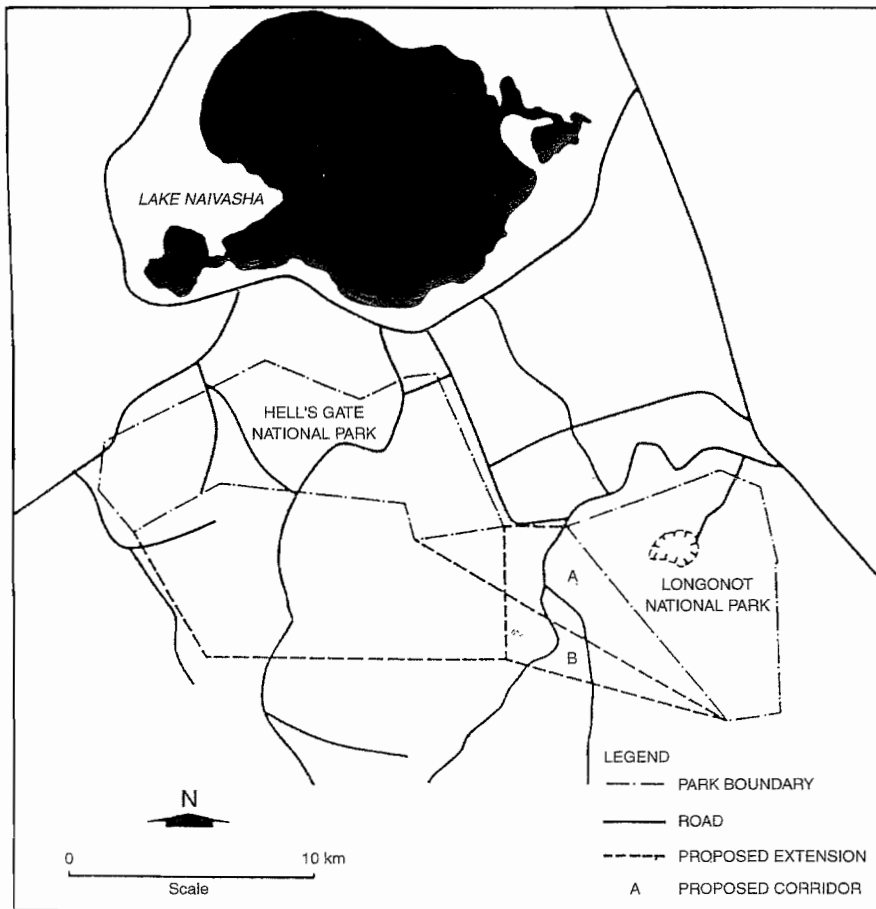 LAKE NAIVASHA
HELL'S GATE
NATIONAL PARK
A
LONGONOT
NATIONAL PARK
B
LEGEND
PARK BOUNDARY
ROAD
PROPOSED EXTENSION
A PROPOSED CORRIDOR
N
0 10 km
Scale